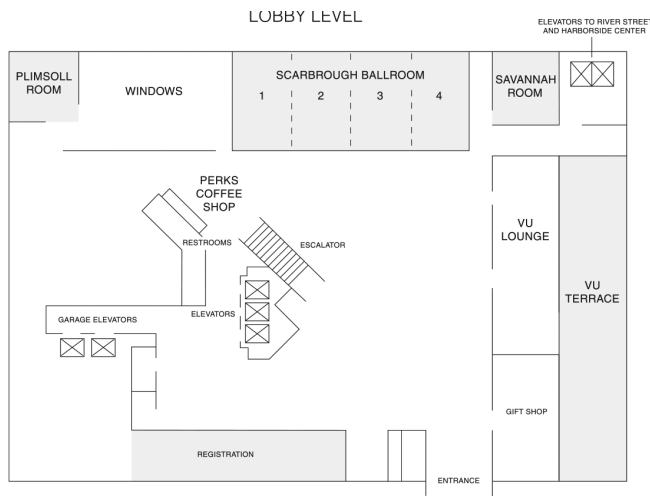 LOBBY LEVEL
ELEVATORS TO RIVER STREET
AND HARBORSIDE CENTER
PLIMSOLL
ROOM
WINDOWS
SCARBROUGH BALLROOM
1 2 3 4
SAVANNAH
ROOM
PERKS
COFFEE
SHOP
RESTROOMS
ESCALATOR
VU
LOUNGE
VU
TERRACE
ELEVATORS
GARAGE ELEVATORS
GIFT SHOP
REGISTRATION
ENTRANCE